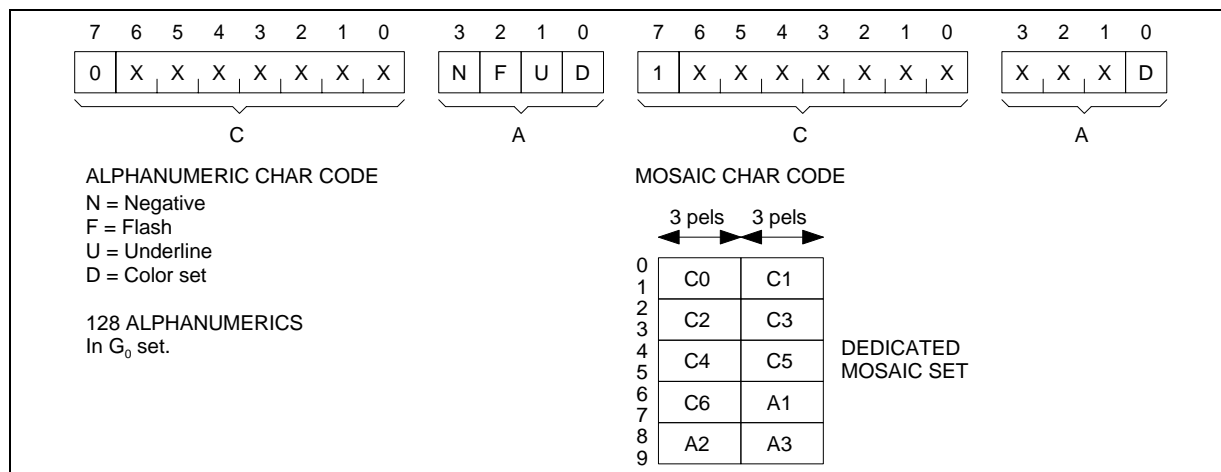 7 6 5 4 3 2 1 0 3 2 1 0 7 6 5 4 3 2 1 0 3 2 1 0
0 X X X X X X X N F U D 1 X X X X X X X X X X D
C A C A
ALPHANUMERIC CHAR CODE
N = Negative
F = Flash
U = Underline
D = Color set
128 ALPHANUMERICS
In G₀ set.
MOSAIC CHAR CODE
3 pels 3 pels
0
1
C0 C1
2
3
C2 C3
4
5
C4 C5
6
7
C6 A1
8
9
A2 A3
DEDICATED
MOSAIC SET